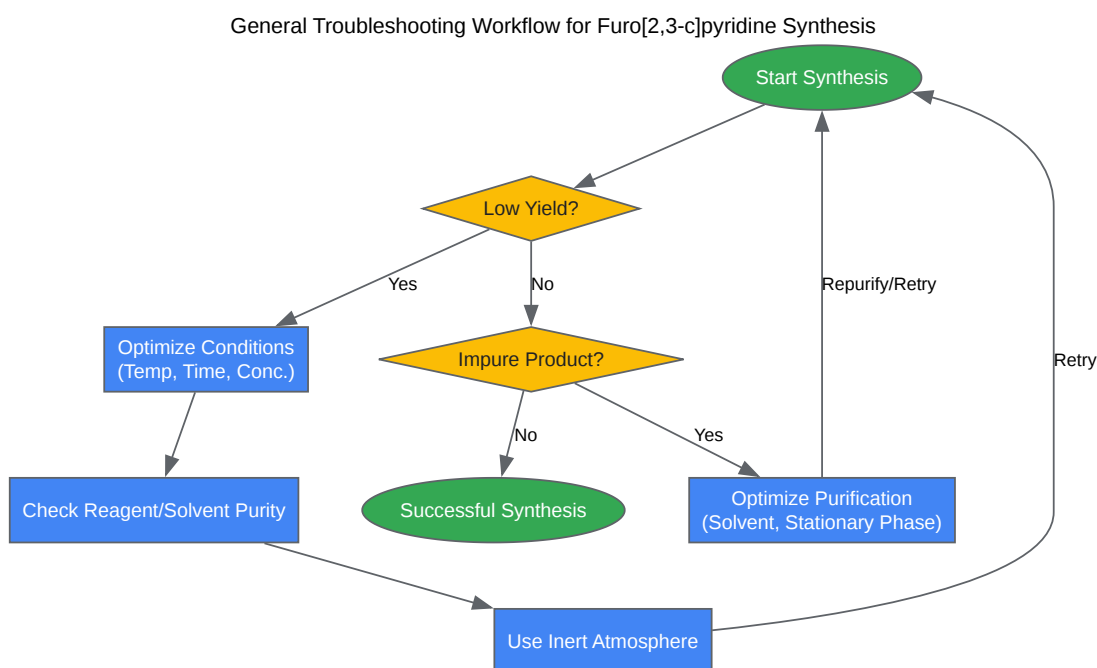 General Troubleshooting Workflow for Furo[2,3-c]pyridine Synthesis
Start Synthesis
Low Yield?
Yes
No
Repurify/Retry
Optimize Conditions
(Temp, Time, Conc.)
Impure Product?
Retry
No
Yes
Check Reagent/Solvent Purity
Successful Synthesis
Optimize Purification
(Solvent, Stationary Phase)
Use Inert Atmosphere